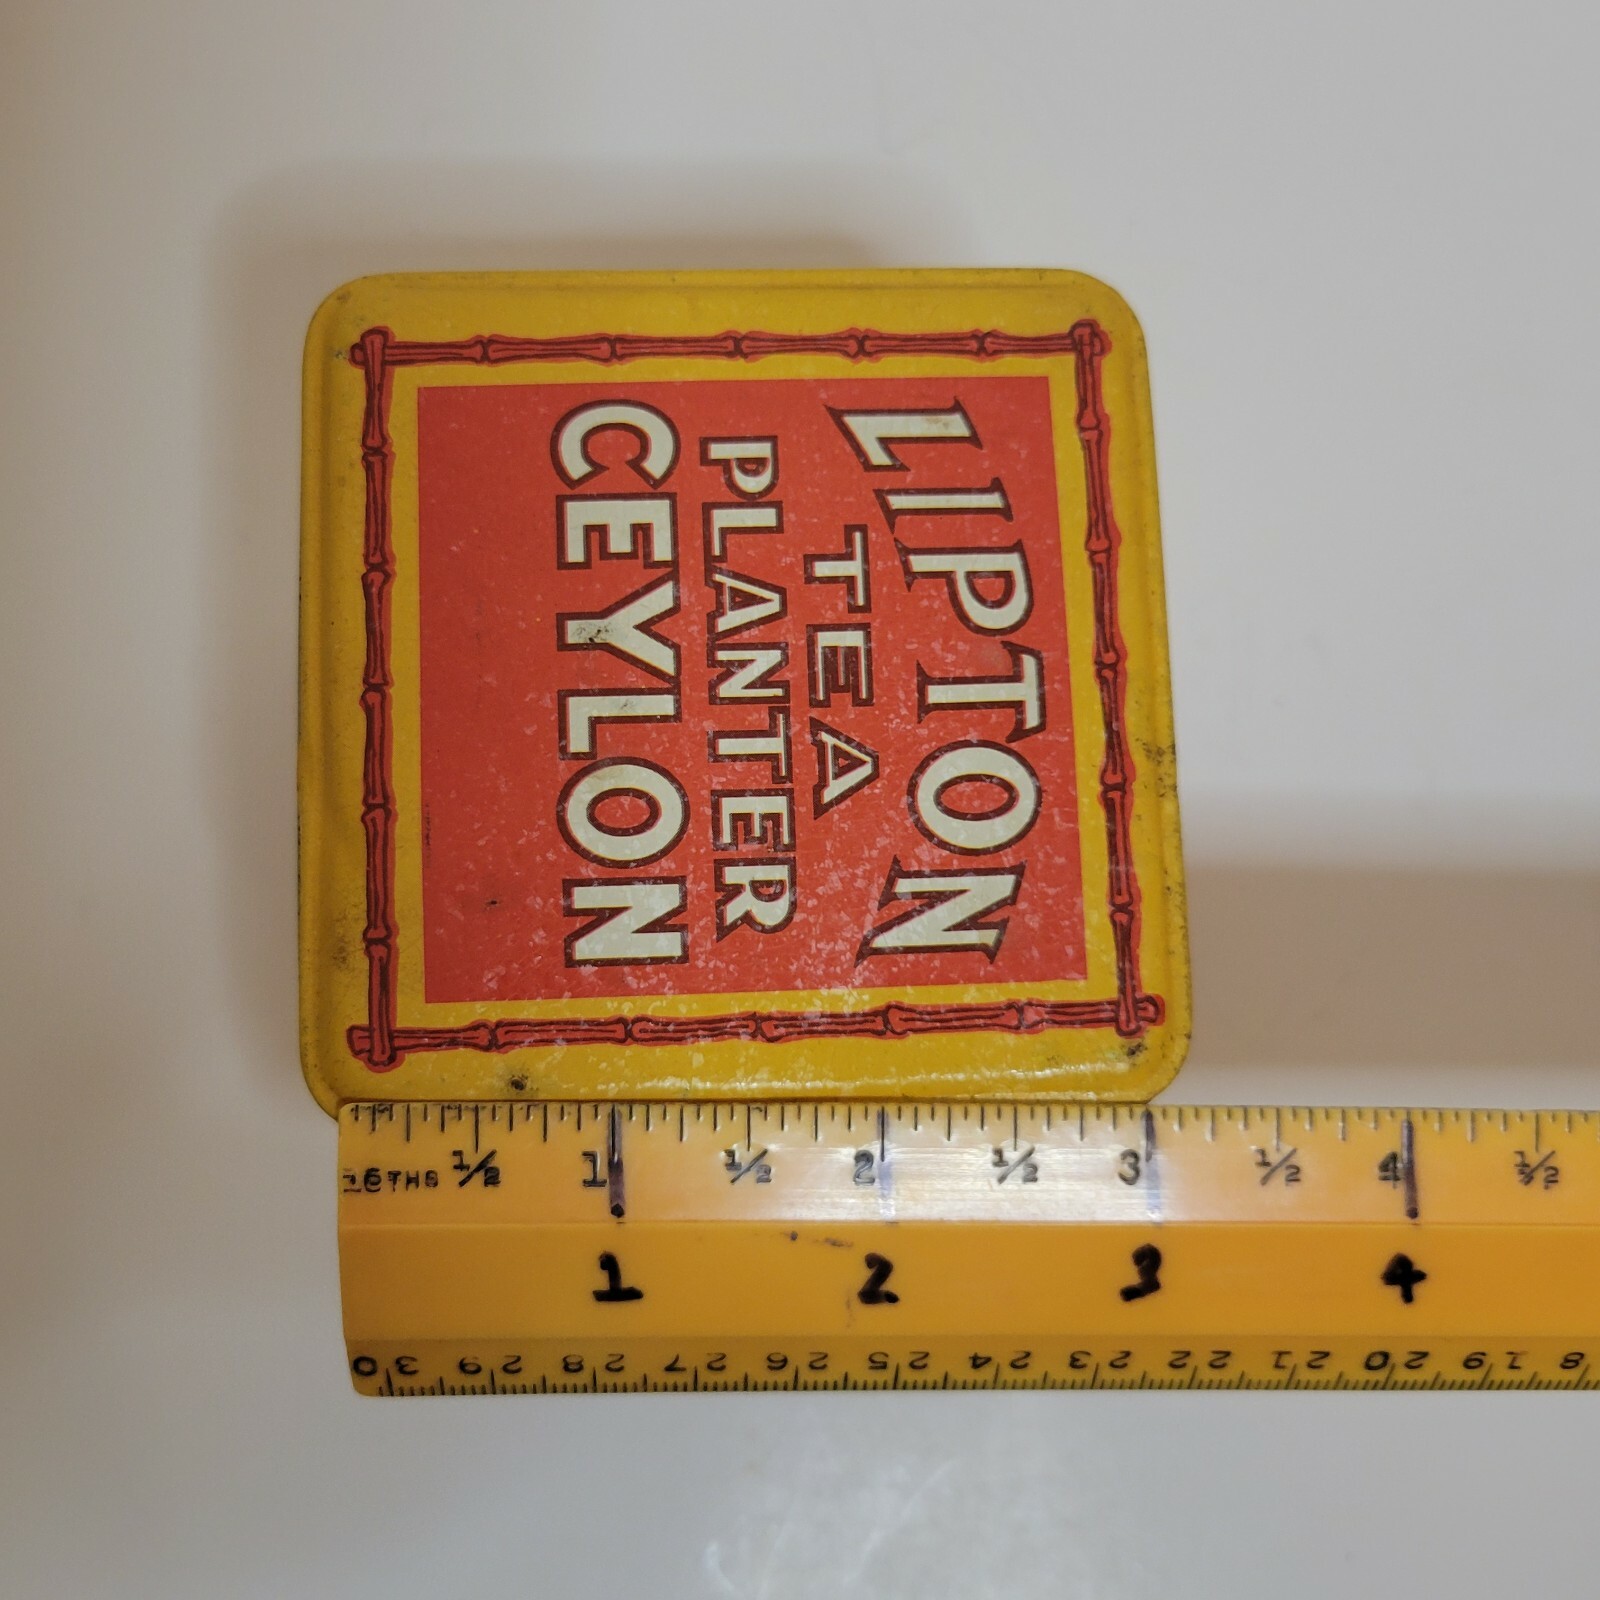 LIPTON
TEA
PLANTER
CEYLON
16THS 1/2 1 1/2 2 1/2 3 1/2 4 1/2
1 2 3 4
30 29 28 27 26 25 24 23 22 21 20 19 18